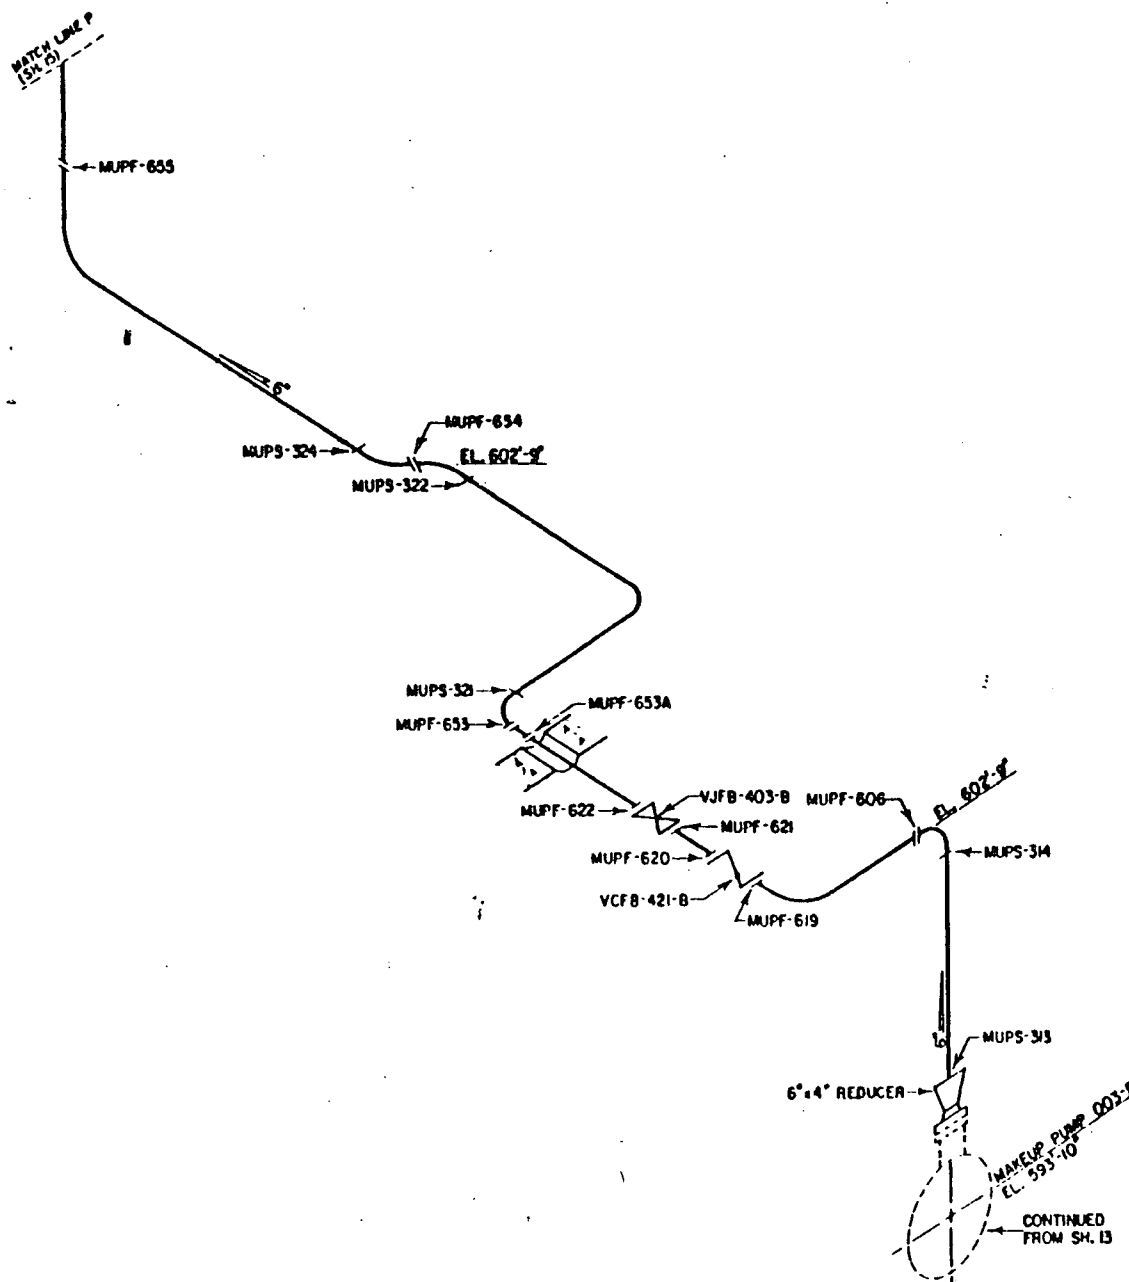 MATCH LINE P
(SH. 15)
MUPF-655
6"
MUPF-654
MUPS-324
EL. 602'-9"
MUPS-322
MUPS-321
MUPF-653A
MUPF-653
VJFB-403-B
MUPF-606
EL. 602'-9"
MUPF-622
MUPF-621
MUPF-620
MUPS-314
VCFB-421-B
MUPF-619
MUPS-313
6"x4" REDUCER
MAKEUP PUMP 003-
EL. 593'-10"
CONTINUED
FROM SH. 13